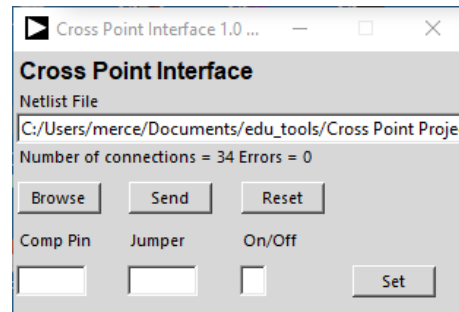 Cross Point Interface 1.0 ...
Cross Point Interface
Netlist File
C:/Users/merce/Documents/edu_tools/Cross Point Proje
Number of connections = 34 Errors = 0
Browse Send Reset
Comp Pin Jumper On/Off
Set